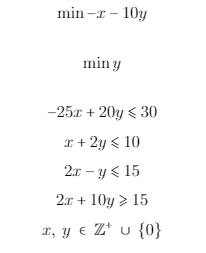 min −x − 10y
min y
−25x + 20y ⩽ 30
x + 2y ⩽ 10
2x − y ⩽ 15
2x + 10y ⩾ 15
x, y ϵ ℤ⁺ ∪ {0}